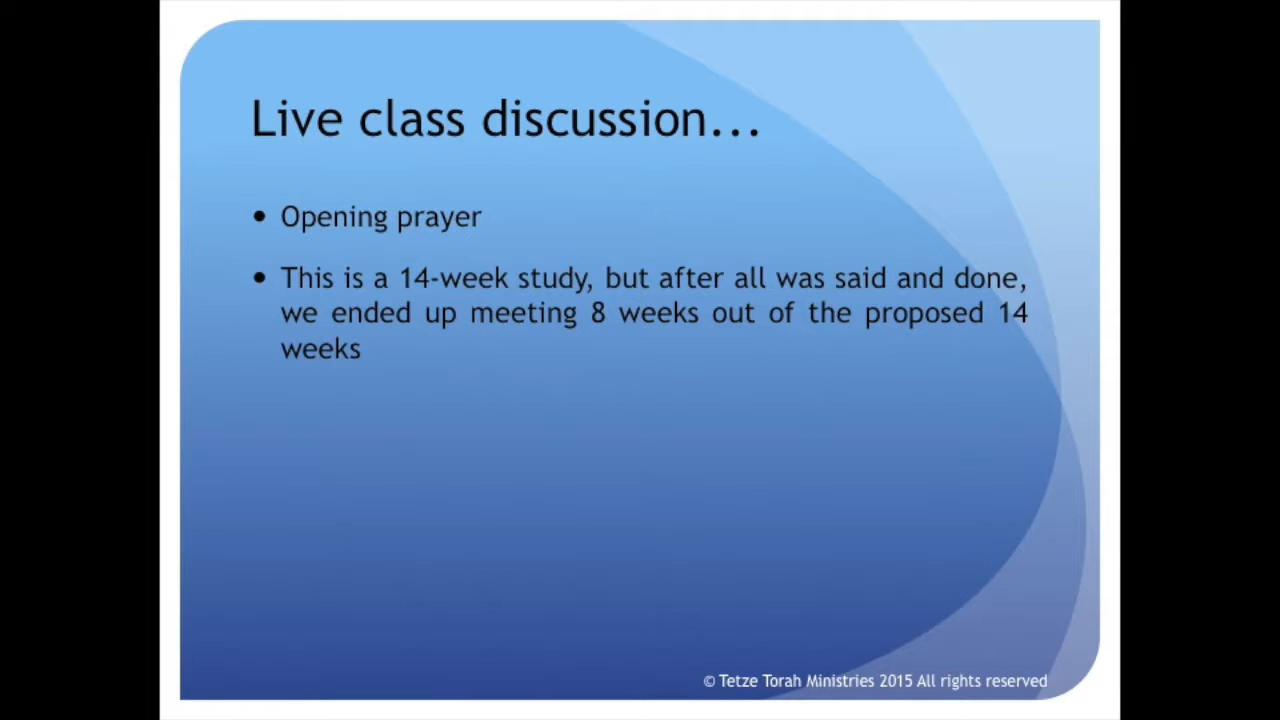 Live class discussion...
• Opening prayer
• This is a 14-week study, but after all was said and done,
we ended up meeting 8 weeks out of the proposed 14
weeks
© Tetze Torah Ministries 2015 All rights reserved